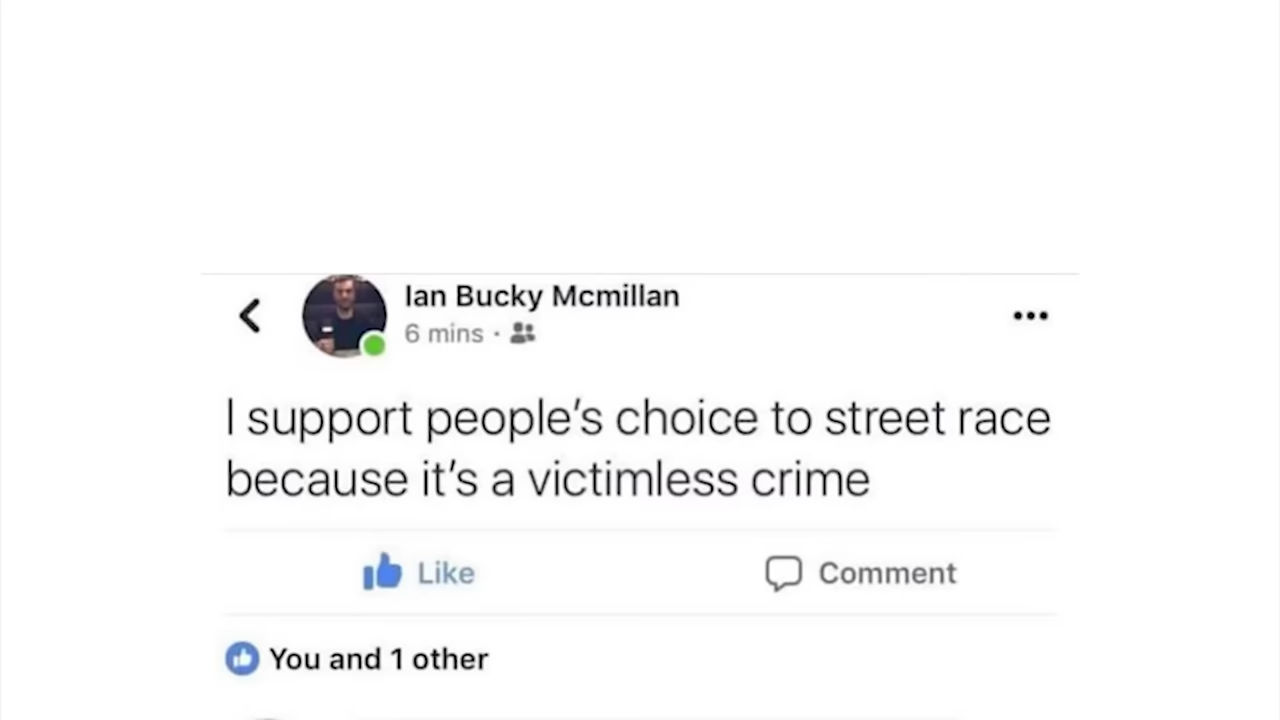 Ian Bucky Mcmillan
6 mins ·
I support people's choice to street race
because it's a victimless crime
Like
Comment
You and 1 other